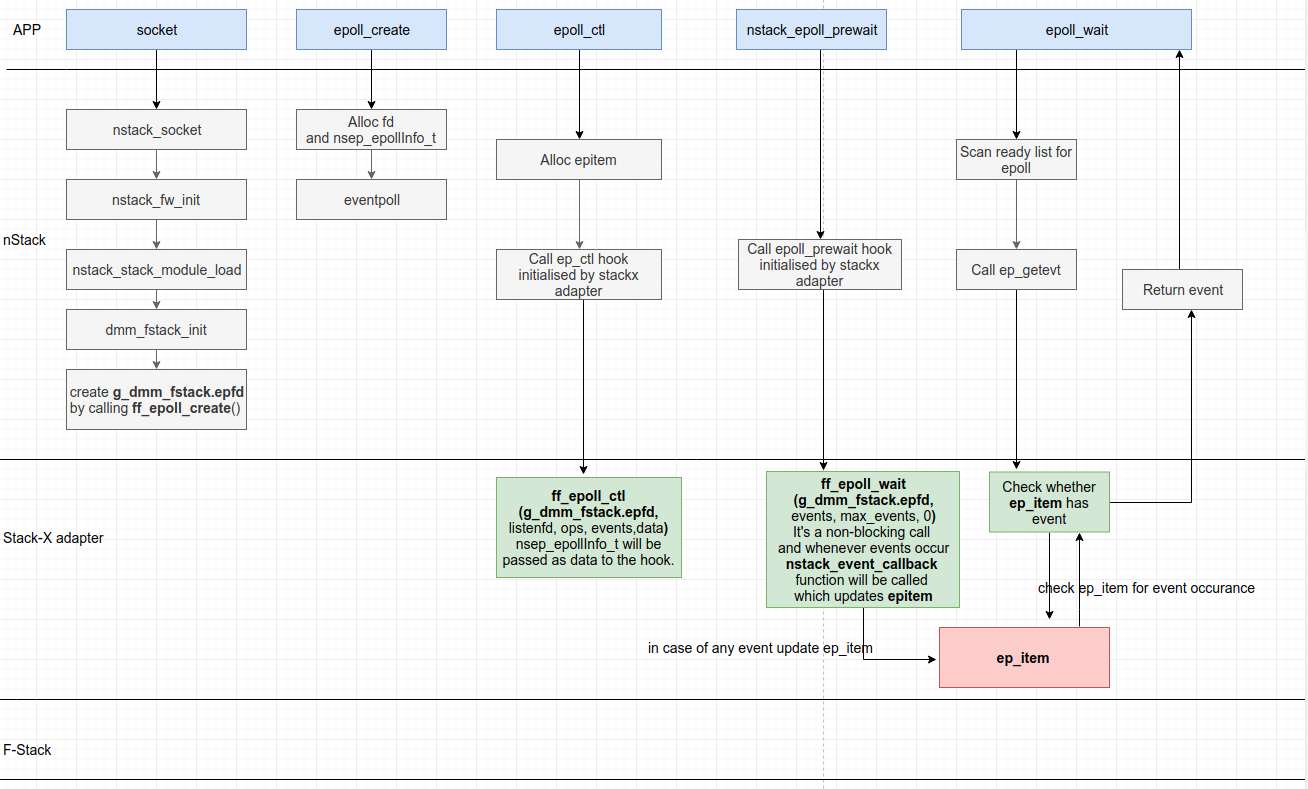 APP
socket
epoll_create
epoll_ctl
nstack_epoll_prewait
epoll_wait
nStack
nstack_socket
nstack_fw_init
nstack_stack_module_load
dmm_fstack_init
create g_dmm_fstack.epfd
by calling ff_epoll_create()
Alloc fd
and nsep_epollInfo_t
eventpoll
Alloc epitem
Call ep_ctl hook
initialised by stackx
adapter
Call epoll_prewait hook
initialised by stackx
adapter
Scan ready list for
epoll
Call ep_getevt
Return event
Stack-X adapter
ff_epoll_ctl
(g_dmm_fstack.epfd,
listenfd, ops, events,data)
nsep_epollInfo_t will be
passed as data to the hook.
ff_epoll_wait
(g_dmm_fstack.epfd,
events, max_events, 0)
It's a non-blocking call
and whenever events occur
nstack_event_callback
function will be called
which updates epitem
Check whether
ep_item has
event
check ep_item for event occurance
in case of any event update ep_item
ep_item
F-Stack